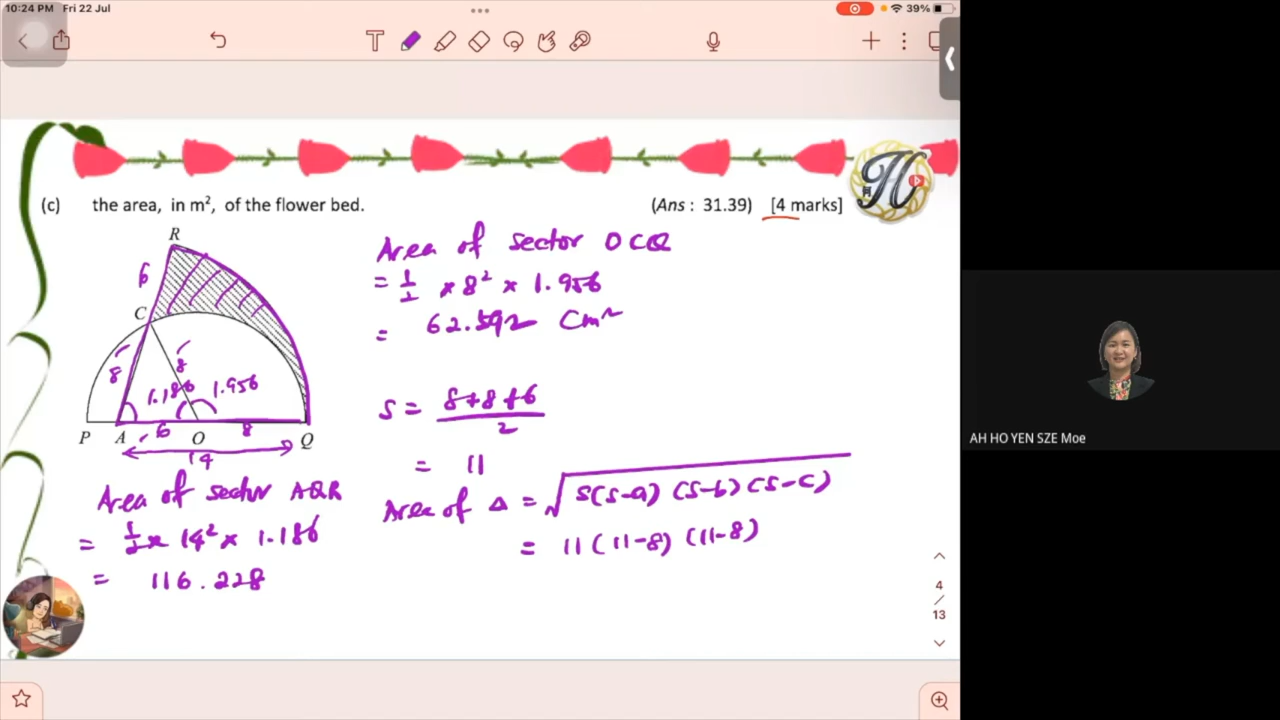 10:24 PM Fri 22 Jul
39%
(c) the area, in m², of the flower bed. (Ans : 31.39) [4 marks]
R
6
C
8
8
1.186
1.956
P A 6 O 8 Q
14
Area of sector AQR
= 1/2 × 14² × 1.186
= 116.228
Area of sector OCQ
= 1/2 × 8² × 1.956
= 62.592 cm²
s = 8+8+6/2
= 11
Area of Δ = √s(s-a)(s-b)(s-c)
= 11(11-8)(11-8)
4
/
13
AH HO YEN SZE Moe